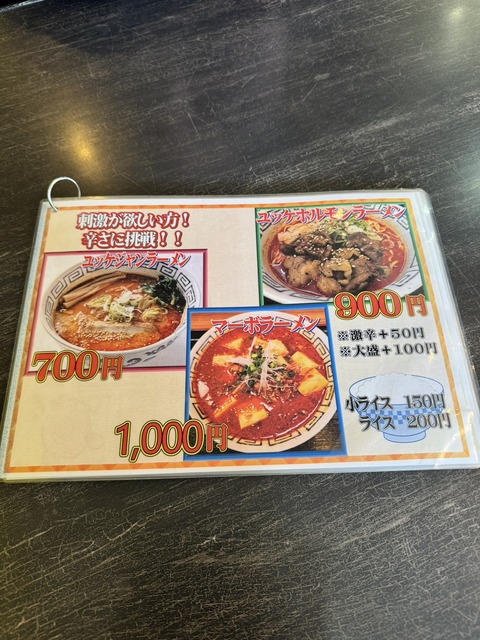 刺激が欲しい方！
辛さに挑戦！！
ユッケジャンラーメン
700円
ユッケホルモンラーメン
900円
※激辛＋50円
※大盛＋100円
マーボラーメン
1,000円
小ライス 150円
ライス 200円